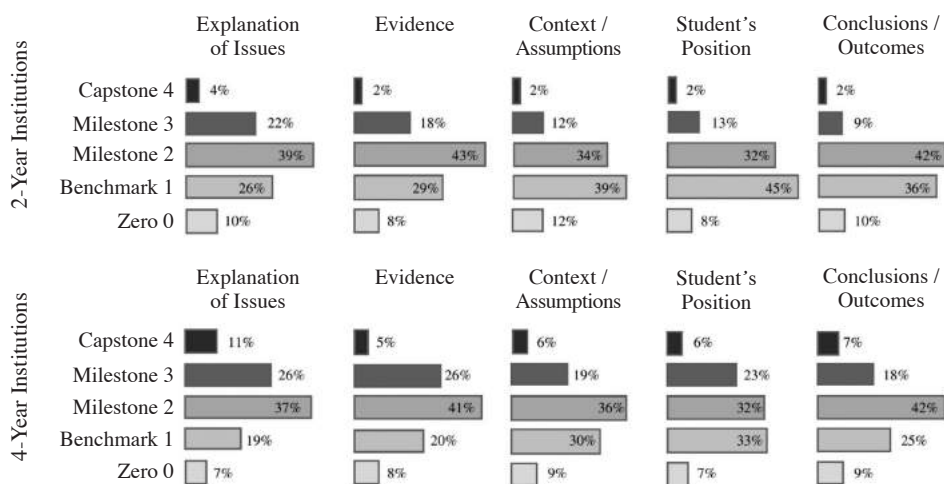 Explanation of Issues
Evidence
Context / Assumptions
Student's Position
Conclusions / Outcomes
2-Year Institutions
Capstone 4 4% 2% 2% 2% 2%
Milestone 3 22% 18% 12% 13% 9%
Milestone 2 39% 43% 34% 32% 42%
Benchmark 1 26% 29% 39% 45% 36%
Zero 0 10% 8% 12% 8% 10%
Explanation of Issues
Evidence
Context / Assumptions
Student's Position
Conclusions / Outcomes
4-Year Institutions
Capstone 4 11% 5% 6% 6% 7%
Milestone 3 26% 26% 19% 23% 18%
Milestone 2 37% 41% 36% 32% 42%
Benchmark 1 19% 20% 30% 33% 25%
Zero 0 7% 8% 9% 7% 9%